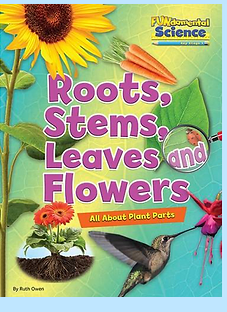 FUNdamental
Science
Roots,
Stems,
Leaves and
Flowers
All About Plant Parts
By Ruth Owen